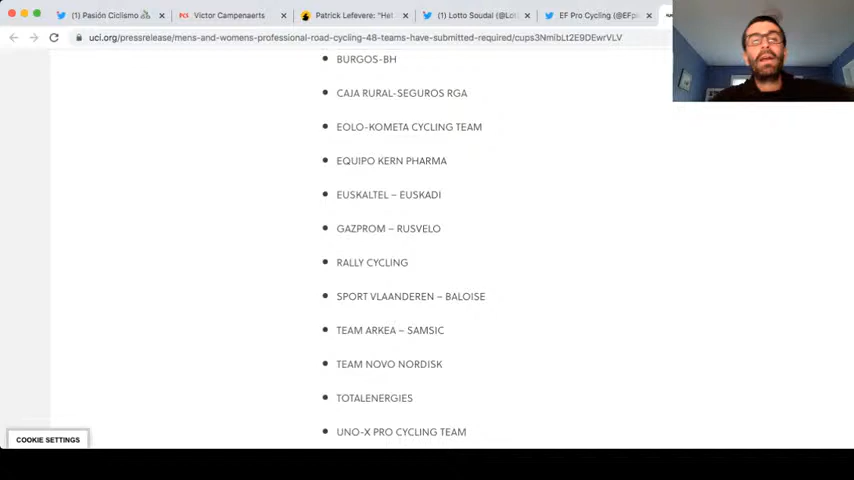 (1) Pasión Ciclismo
PCS Victor Campenaerts
Patrick Lefevere: "Het
(1) Lotto Soudal (@Lot
EF Pro Cycling (@EFp
uci.org/pressrelease/mens-and-womens-professional-road-cycling-48-teams-have-submitted-required/cups3NmibLt2E9DEwrVLV
BURGOS-BH
CAJA RURAL-SEGUROS RGA
EOLO-KOMETA CYCLING TEAM
EQUIPO KERN PHARMA
EUSKALTEL – EUSKADI
GAZPROM – RUSVELO
RALLY CYCLING
SPORT VLAANDEREN – BALOISE
TEAM ARKEA – SAMSIC
TEAM NOVO NORDISK
TOTALENERGIES
UNO-X PRO CYCLING TEAM
COOKIE SETTINGS